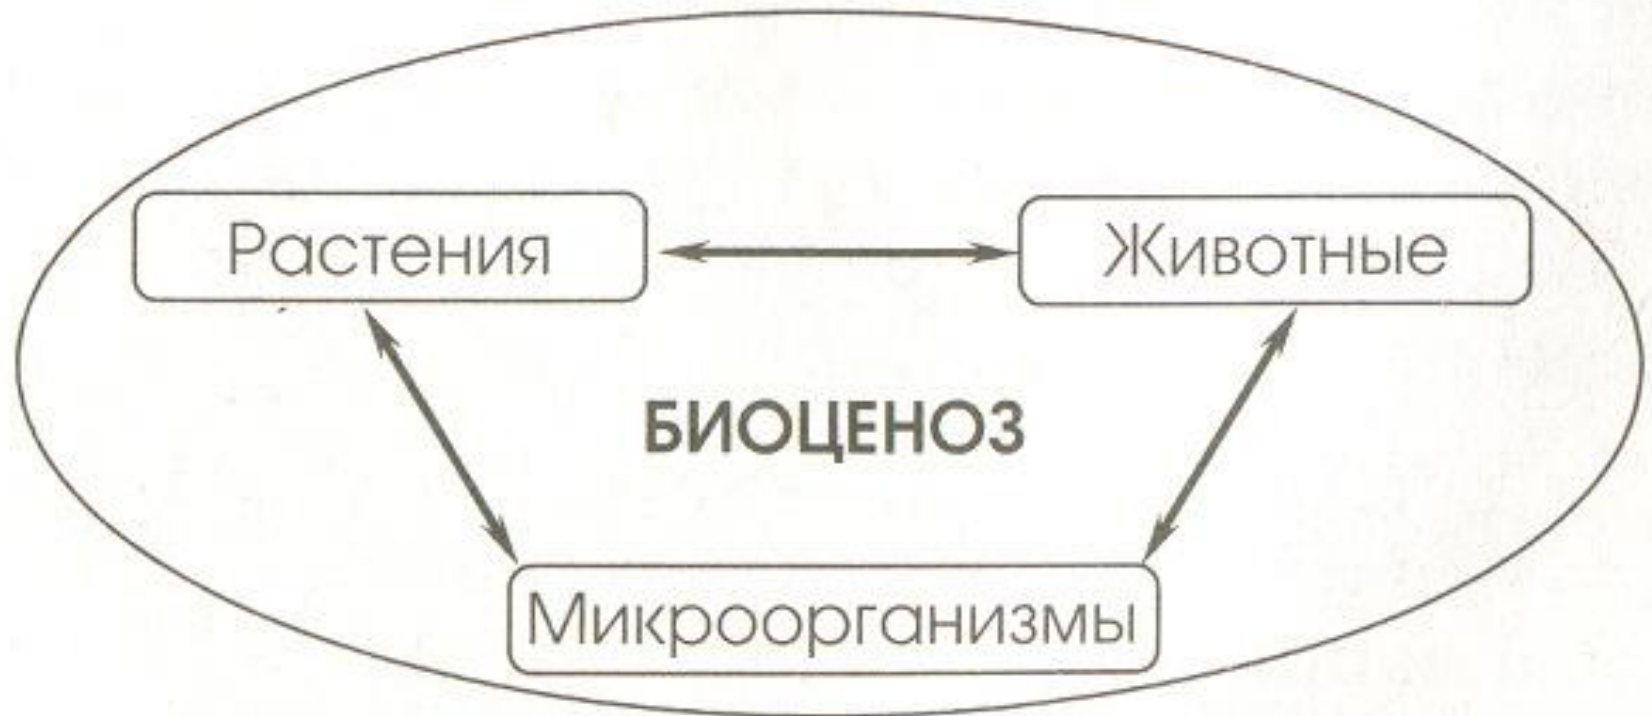 Растения
Животные
БИОЦЕНОЗ
Микроорганизмы